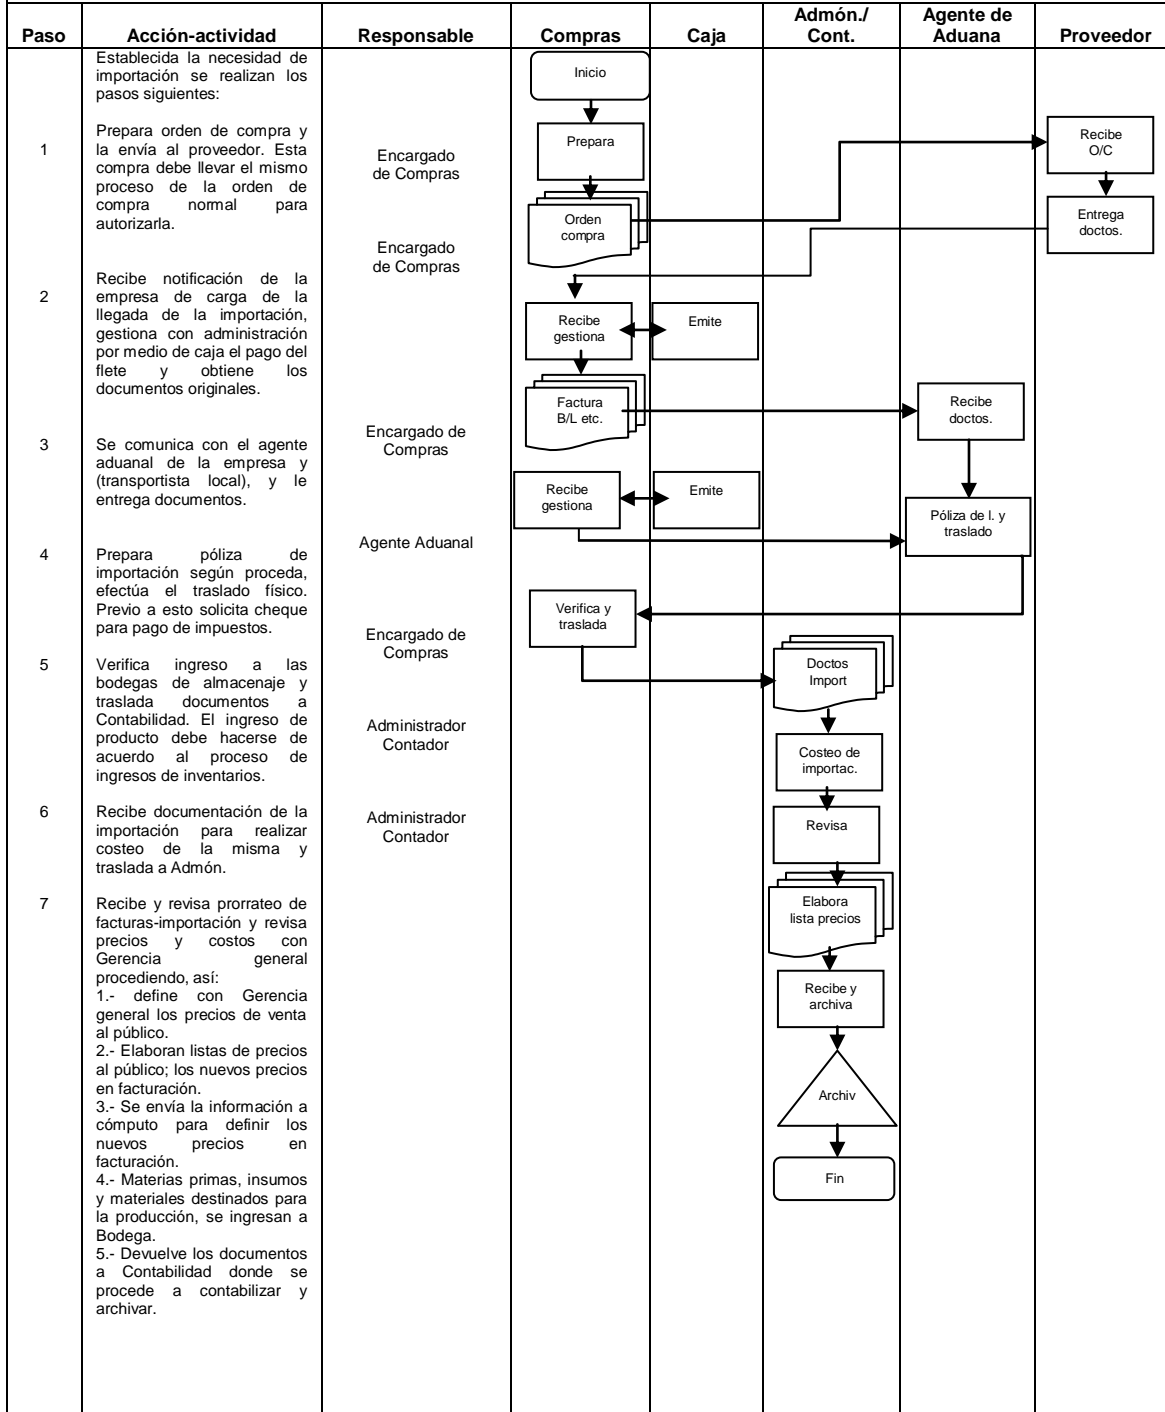 Paso Acción-actividad Responsable Compras Caja Admón./ Cont. Agente de Aduana Proveedor
Establecida la necesidad de
importación se realizan los
pasos siguientes:
1
Prepara orden de compra y
la envía al proveedor. Esta
compra debe llevar el mismo
proceso de la orden de
compra normal para
autorizarla.
2
Recibe notificación de la
empresa de carga de la
llegada de la importación,
gestiona con administración
por medio de caja el pago del
flete y obtiene los
documentos originales.
3
Se comunica con el agente
aduanal de la empresa y
(transportista local), y le
entrega documentos.
4
Prepara póliza de
importación según proceda,
efectúa el traslado físico.
Previo a esto solicita cheque
para pago de impuestos.
5
Verifica ingreso a las
bodegas de almacenaje y
traslada documentos a
Contabilidad. El ingreso de
producto debe hacerse de
acuerdo al proceso de
ingresos de inventarios.
6
Recibe documentación de la
importación para realizar
costeo de la misma y
traslada a Admón.
7
Recibe y revisa prorrateo de
facturas-importación y revisa
precios y costos con
Gerencia general
procediendo, así:
1.- define con Gerencia
general los precios de venta
al público.
2.- Elaboran listas de precios
al público; los nuevos precios
en facturación.
3.- Se envía la información a
cómputo para definir los
nuevos precios en
facturación.
4.- Materias primas, insumos
y materiales destinados para
la producción, se ingresan a
Bodega.
5.- Devuelve los documentos
a Contabilidad donde se
procede a contabilizar y
archivar.
Encargado
de Compras
Encargado
de Compras
Encargado de
Compras
Agente Aduanal
Encargado de
Compras
Administrador
Contador
Administrador
Contador
Inicio
Prepara
Orden
compra
Recibe
O/C
Entrega
doctos.
Recibe
gestiona
Emite
Factura
B/L etc.
Recibe
doctos.
Recibe
gestiona
Emite
Póliza de I. y
traslado
Verifica y
traslada
Doctos
Import
Costeo de
importac.
Revisa
Elabora
lista precios
Recibe y
archiva
Archiv
Fin